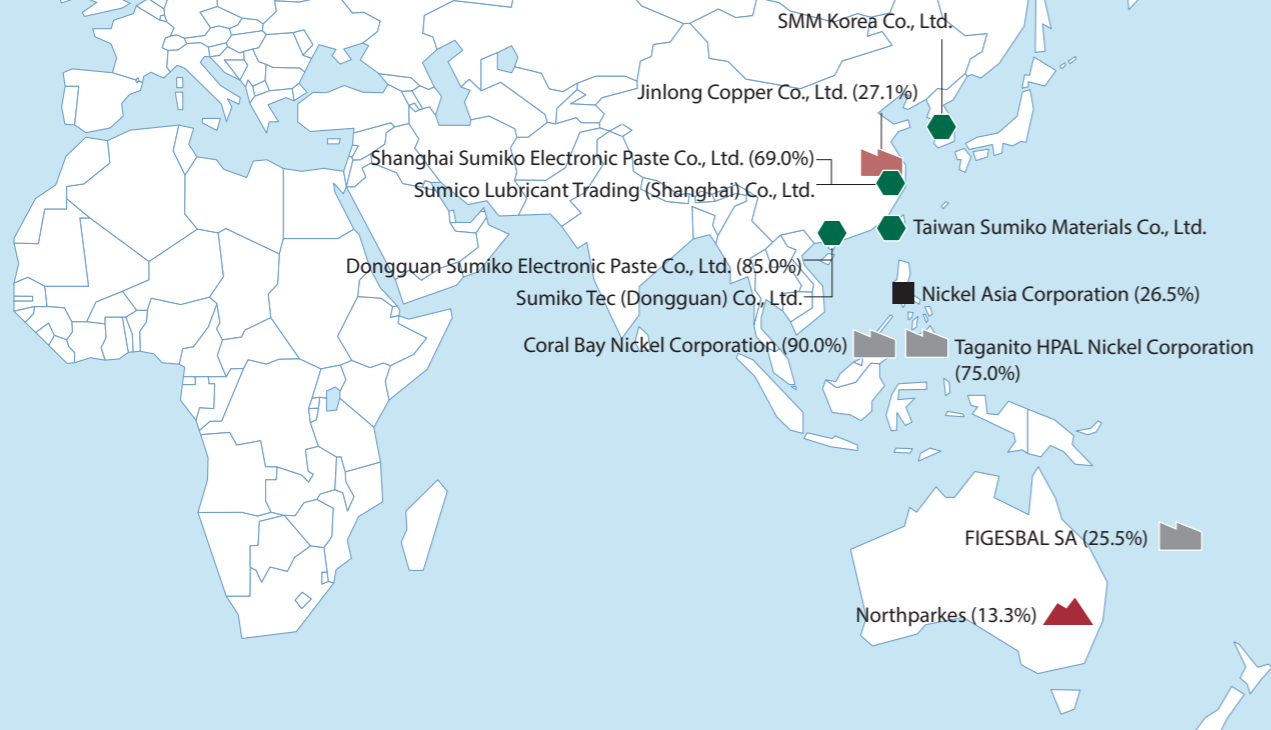 SMM Korea Co., Ltd.
Jinlong Copper Co., Ltd. (27.1%)
Shanghai Sumiko Electronic Paste Co., Ltd. (69.0%)
Sumico Lubricant Trading (Shanghai) Co., Ltd.
Taiwan Sumiko Materials Co., Ltd.
Dongguan Sumiko Electronic Paste Co., Ltd. (85.0%)
Sumiko Tec (Dongguan) Co., Ltd.
Nickel Asia Corporation (26.5%)
Coral Bay Nickel Corporation (90.0%)
Taganito HPAL Nickel Corporation
(75.0%)
FIGESBAL SA (25.5%)
Northparkes (13.3%)